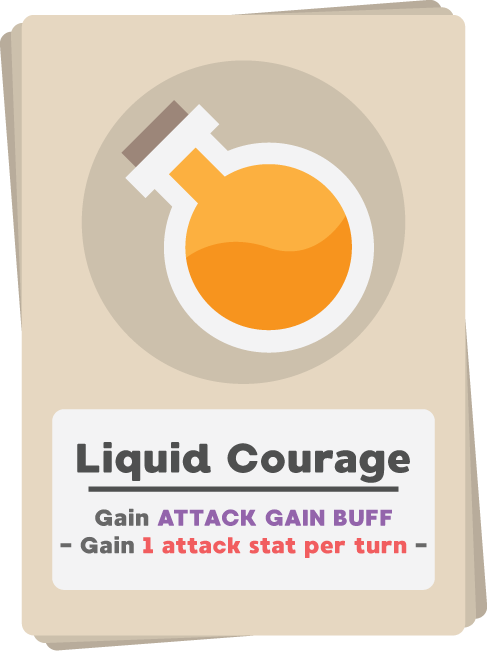 Liquid Courage
Gain ATTACK GAIN BUFF
- Gain 1 attack stat per turn -